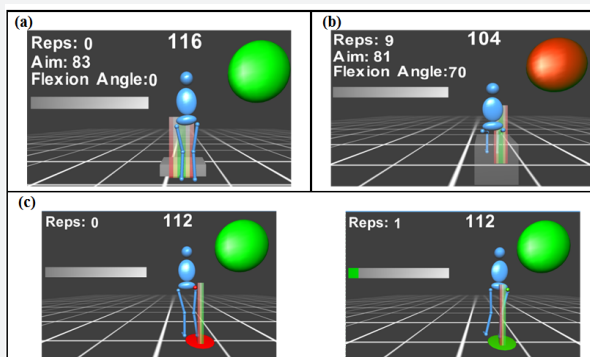 (a)
Reps: 0 116
Aim: 83
Flexion Angle:0
(b)
Reps: 9 104
Aim: 81
Flexion Angle:70
(c)
Reps: 0 112
Reps: 1 112